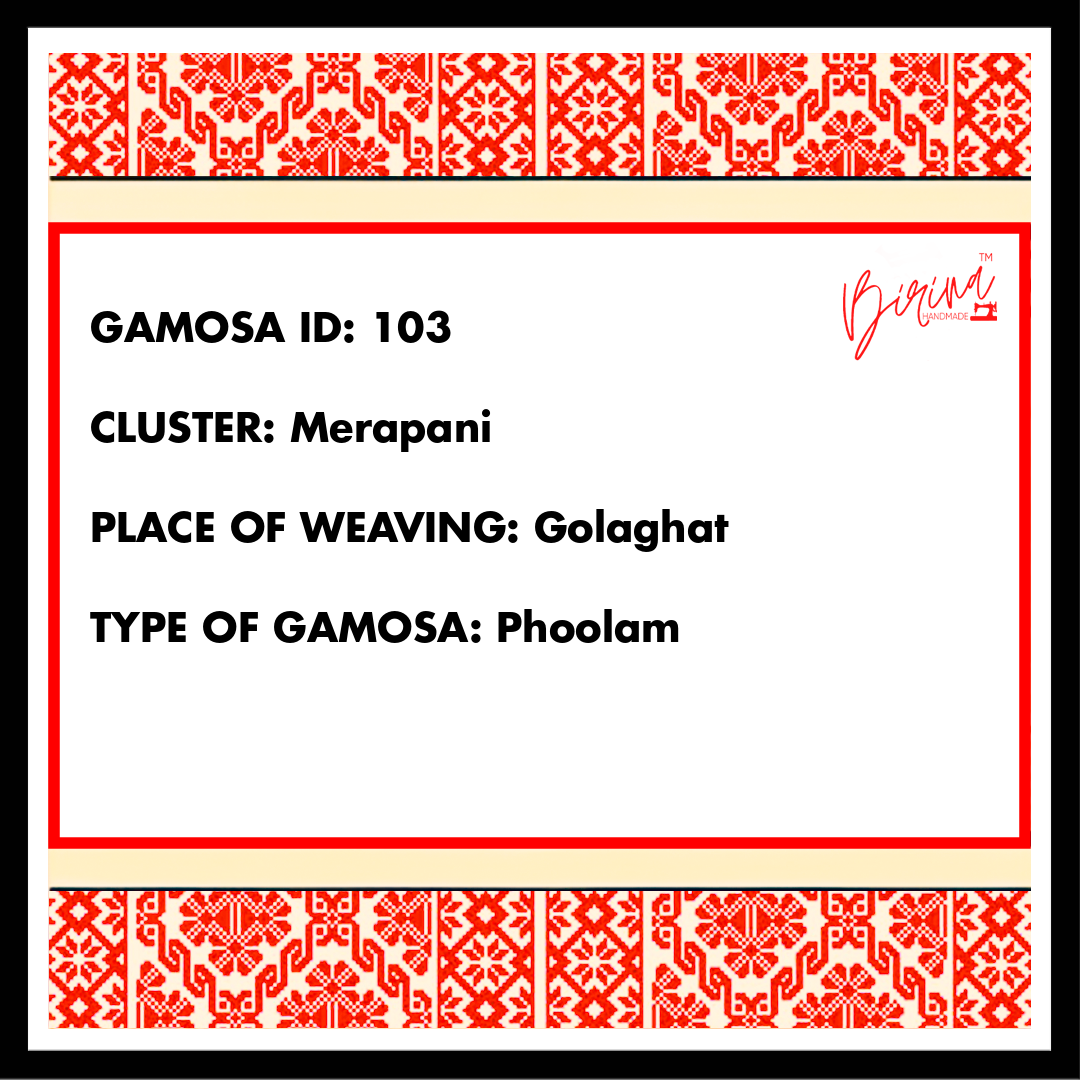 Birina
TM
HANDMADE
GAMOSA ID: 103
CLUSTER: Merapani
PLACE OF WEAVING: Golaghat
TYPE OF GAMOSA: Phoolam